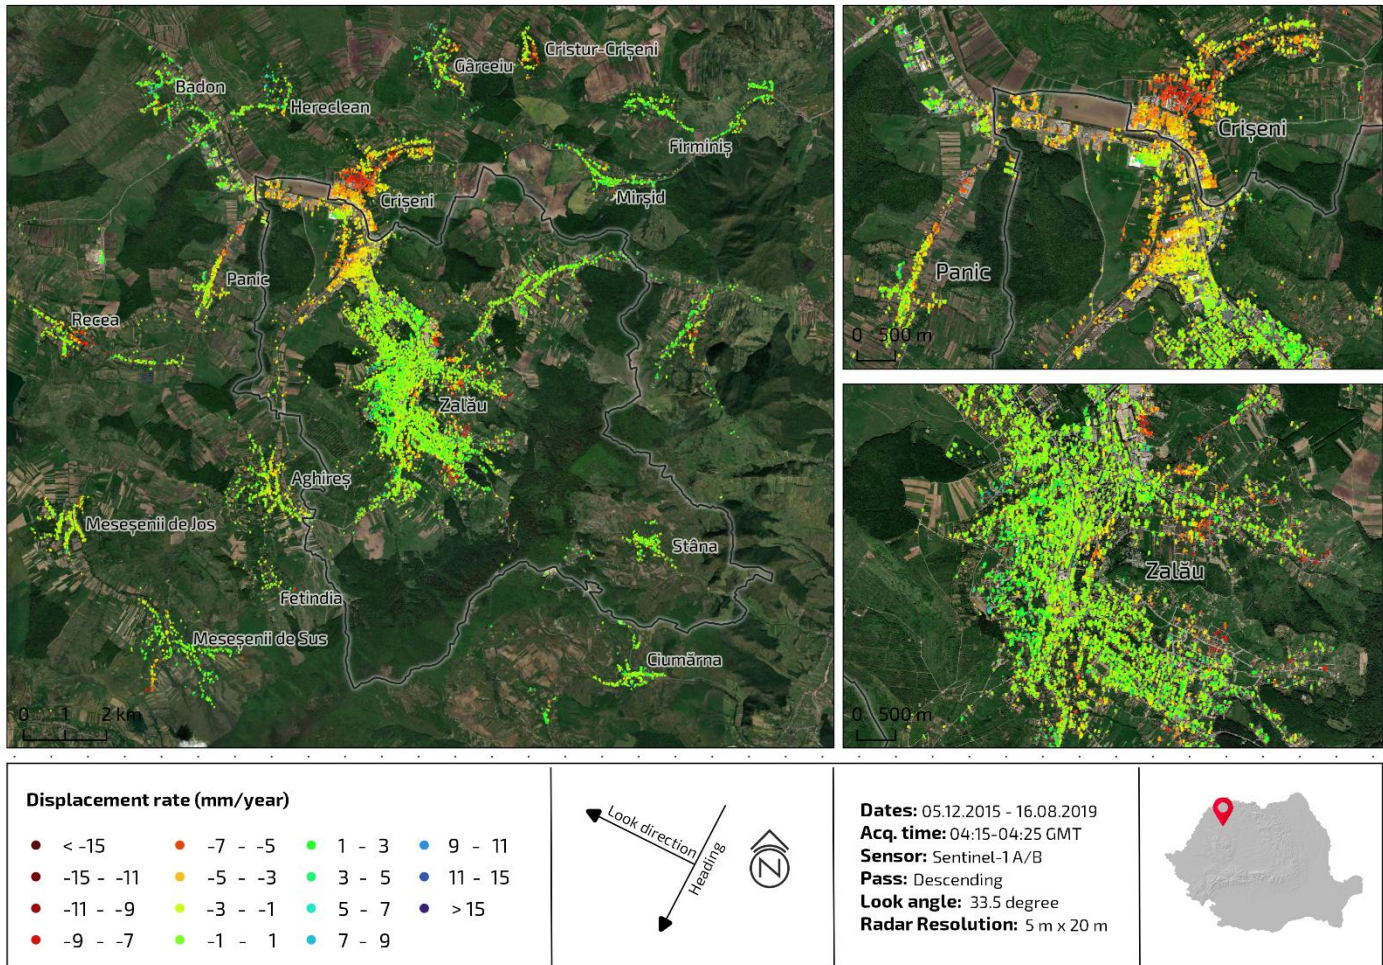 Badon
Gârceiu
Cristur-Crișeni
Hereclean
Firminiș
Crișeni
Mirșid
Panic
Recea
Zalău
Aghireș
Meseșenii de Jos
Stâna
Fetindia
Meseșenii de Sus
Ciumărna
0 1 2 km
Crișeni
Panic
0 500 m
Zalău
0 500 m
Displacement rate (mm/year)
< -15
-15 - -11
-11 - -9
-9 - -7
-7 - -5
-5 - -3
-3 - -1
-1 - 1
1 - 3
3 - 5
5 - 7
7 - 9
9 - 11
11 - 15
> 15
Look direction
Heading
N
Dates: 05.12.2015 - 16.08.2019
Acq. time: 04:15-04:25 GMT
Sensor: Sentinel-1 A/B
Pass: Descending
Look angle: 33.5 degree
Radar Resolution: 5 m x 20 m